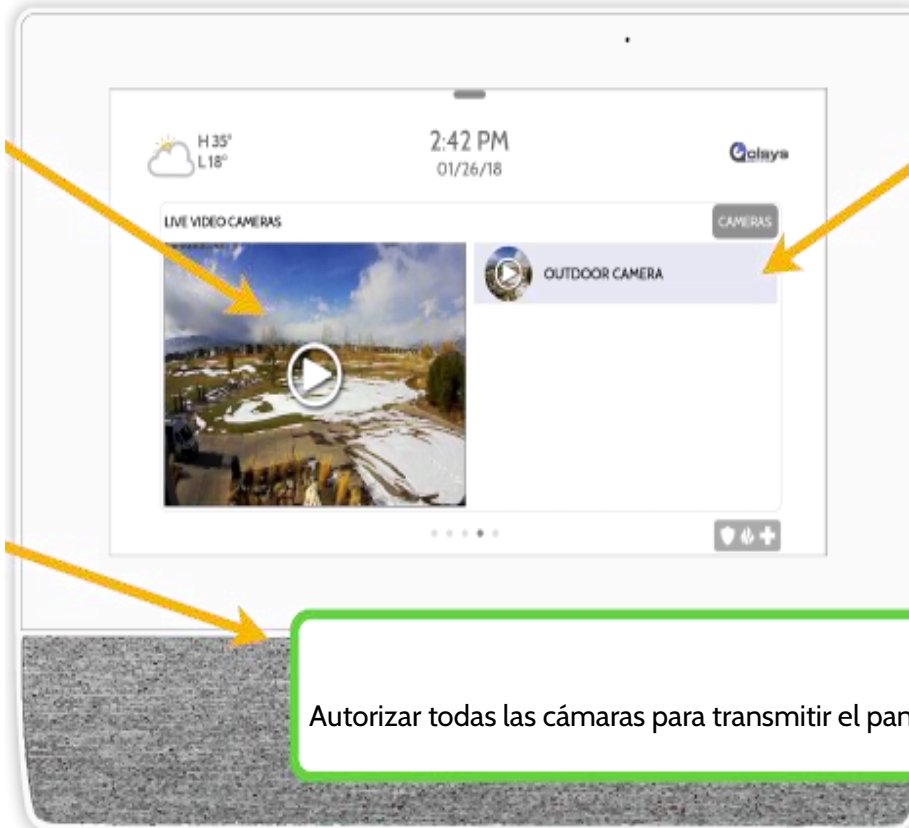 H 35°
L 18°
2:42 PM
01/26/18
Qolsys
LIVE VIDEO CAMERAS
CAMERAS
OUTDOOR CAMERA
Autorizar todas las cámaras para transmitir el pan